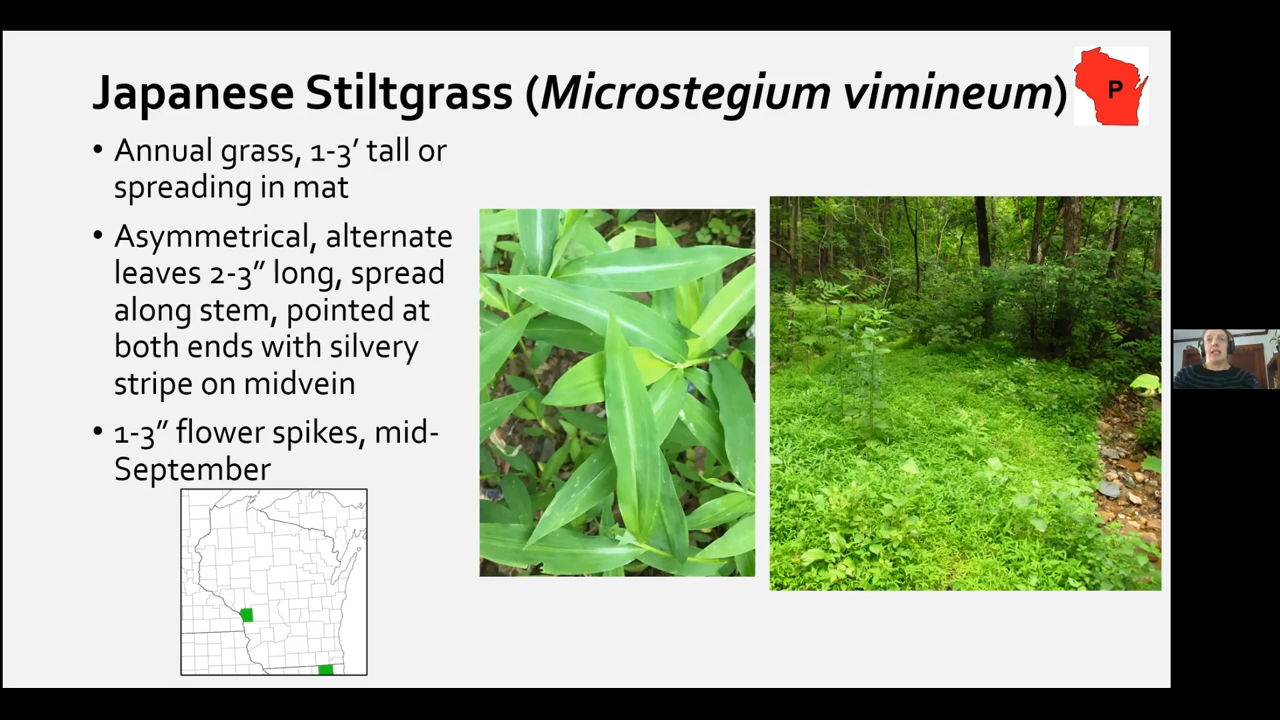 Japanese Stiltgrass (Microstegium vimineum)
P
• Annual grass, 1-3’ tall or
spreading in mat
• Asymmetrical, alternate
leaves 2-3” long, spread
along stem, pointed at
both ends with silvery
stripe on midvein
• 1-3” flower spikes, mid-
September